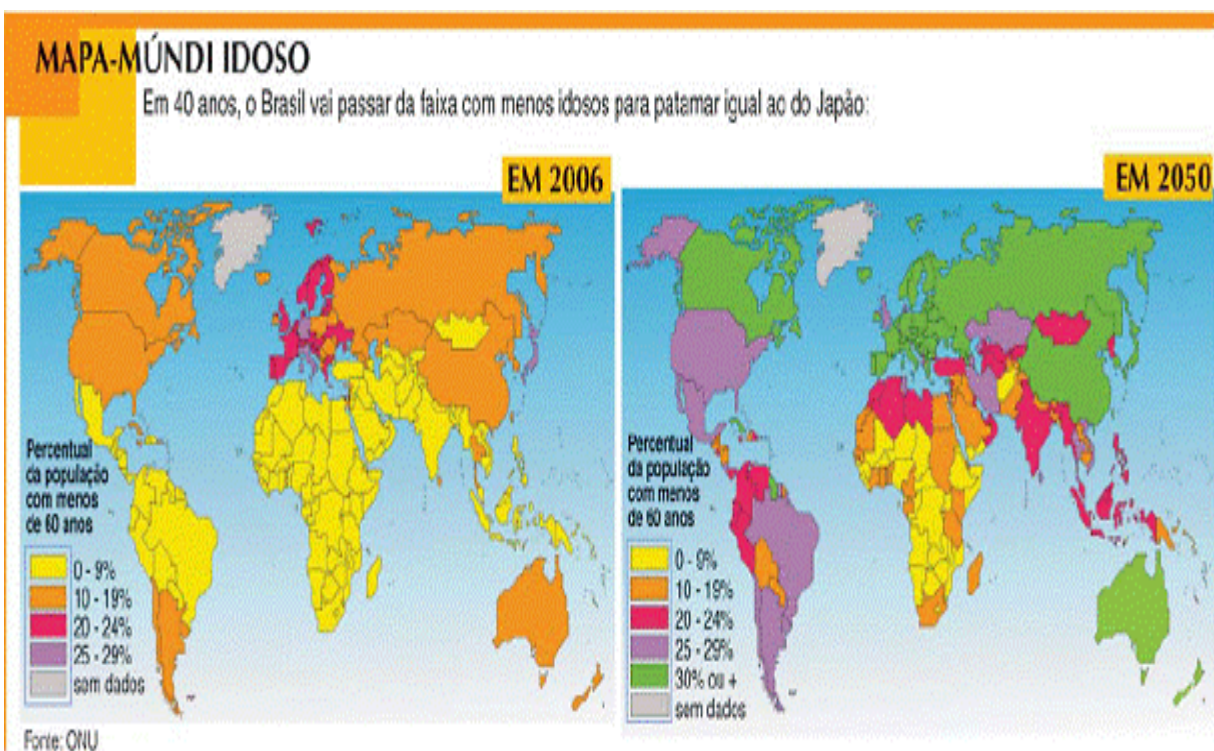 MAPA-MÚNDI IDOSO
Em 40 anos, o Brasil vai passar da faixa com menos idosos para patamar igual ao do Japão:
EM 2006
Percentual
da população
com menos
de 60 anos
0 - 9%
10 - 19%
20 - 24%
25 - 29%
sem dados
EM 2050
Percentual
da população
com menos
de 60 anos
0 - 9%
10 - 19%
20 - 24%
25 - 29%
30% ou +
sem dados
Fonte: ONU